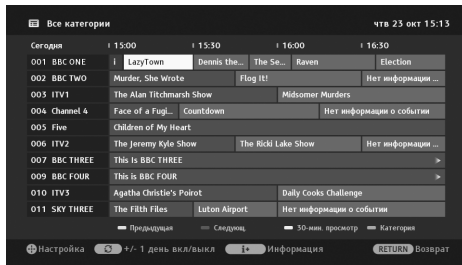 Все категории чтв 23 окт 15:13
Сегодня 15:00 15:30 16:00 16:30
001 BBC ONE i LazyTown Dennis the... The Se... Raven Election
002 BBC TWO Murder, She Wrote Flog It! Нет информации ...
003 ITV1 The Alan Titchmarsh Show Midsomer Murders
004 Channel 4 Face of a Fugi... Countdown Нет информации о событии
005 Five Children of My Heart
006 ITV2 The Jeremy Kyle Show The Ricki Lake Show Нет информации ...
007 BBC THREE This Is BBC THREE
009 BBC FOUR This is BBC FOUR
010 ITV3 Agatha Christie's Poirot Daily Cooks Challenge
011 SKY THREE The Filth Files Luton Airport Нет информации о событии
Предыдущая Следующ. 30-мин. просмотр Категория
Настройка +/- 1 день вкл/выкл i+ Информация RETURN Возврат